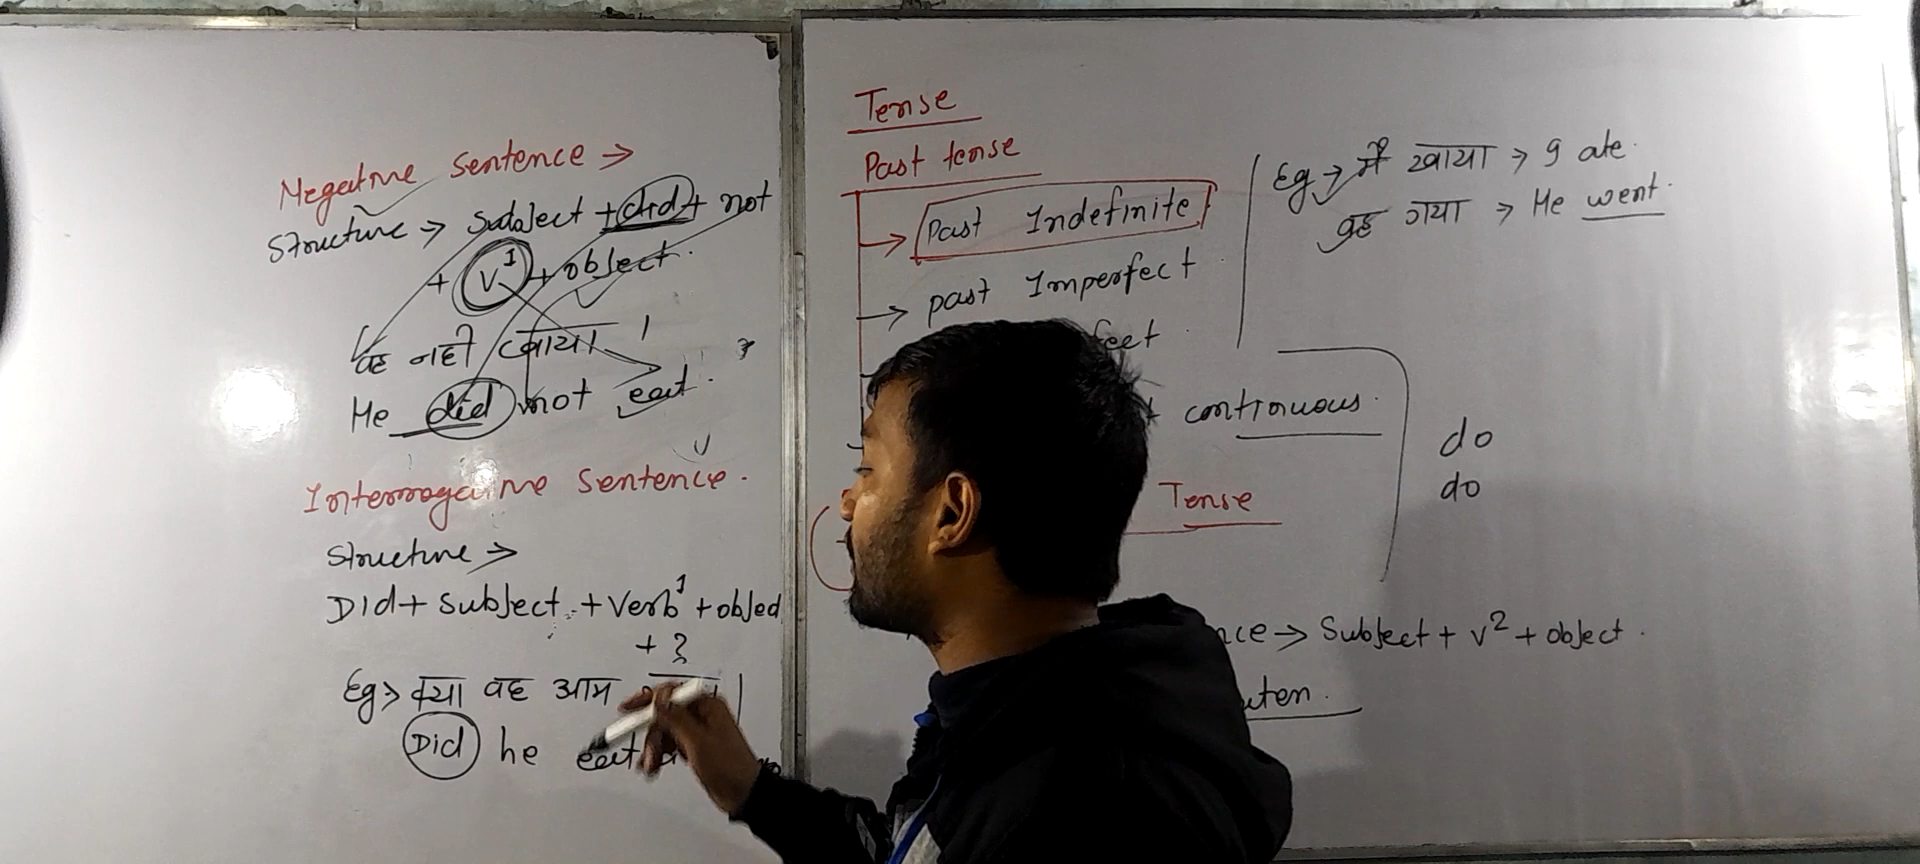 Negative Sentence →
Structure → Subject + did + not
+ V¹ + object.
वह नही खाया ।
He did not eat.
Interrogative Sentence.
Structure →
Did + Subject + Verb¹ + object
+ ?
Eg → क्या वह आम
Did he eat
Tense
Past tense
→ Past Indefinite
→ past Imperfect
continuous.
Tense
→ Subject + V² + object.
Eg → मै खाया → I ate.
वह गया → He went.
do
do